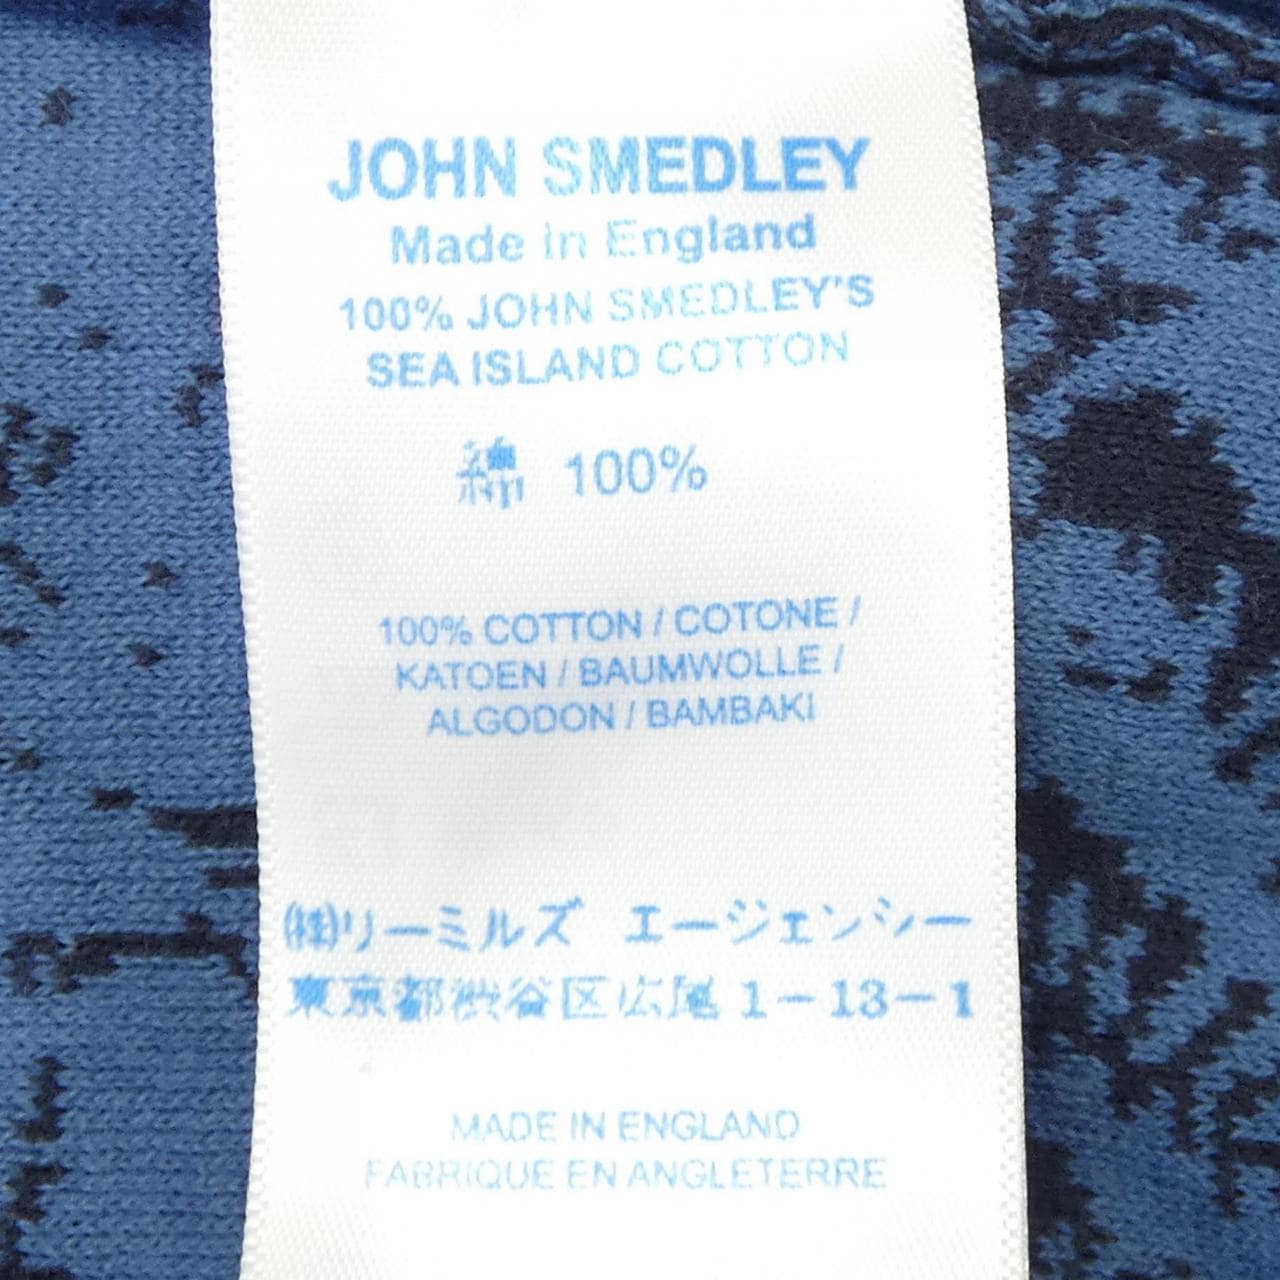 JOHN SMEDLEY
Made in England
100% JOHN SMEDLEY'S
SEA ISLAND COTTON
綿 100%
100% COTTON / COTONE /
KATOEN / BAUMWOLLE /
ALGODON / BAMBAKI
㈱リーミルズ エージェンシー
東京都渋谷区広尾1-13-1
MADE IN ENGLAND
FABRIQUE EN ANGLETERRE